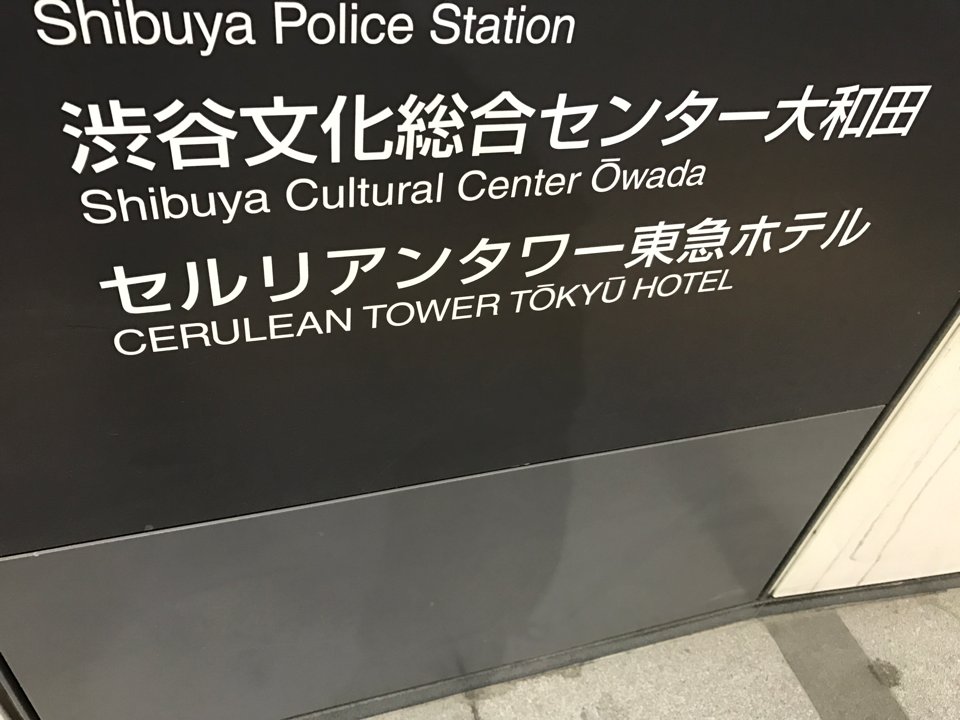 Shibuya Police Station
渋谷文化総合センター大和田
Shibuya Cultural Center Ōwada
セルリアンタワー東急ホテル
CERULEAN TOWER TŌKYŪ HOTEL